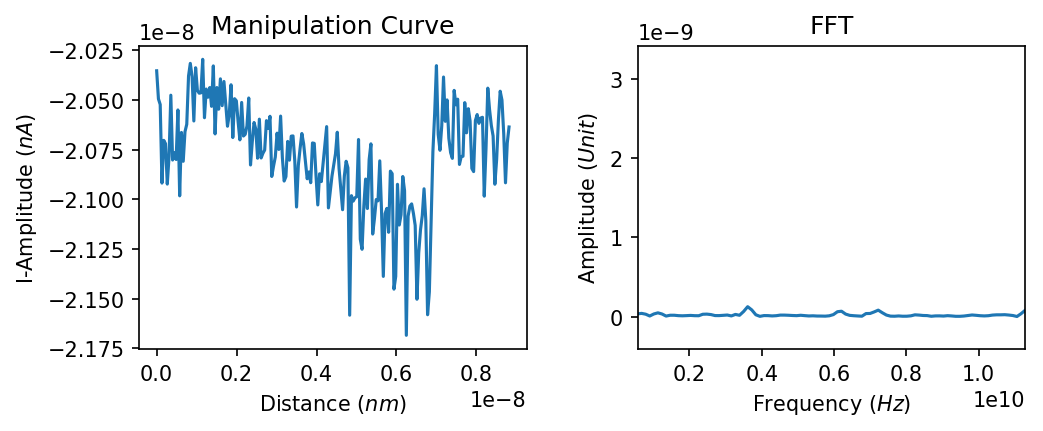 Manipulation Curve
1e−8
−2.025
−2.050
−2.075
−2.100
−2.125
−2.150
−2.175
I-Amplitude (nA)
0.0 0.2 0.4 0.6 0.8
Distance (nm)
1e−8
FFT
1e−9
3
2
1
0
Amplitude (Unit)
0.2 0.4 0.6 0.8 1.0
Frequency (Hz)
1e10